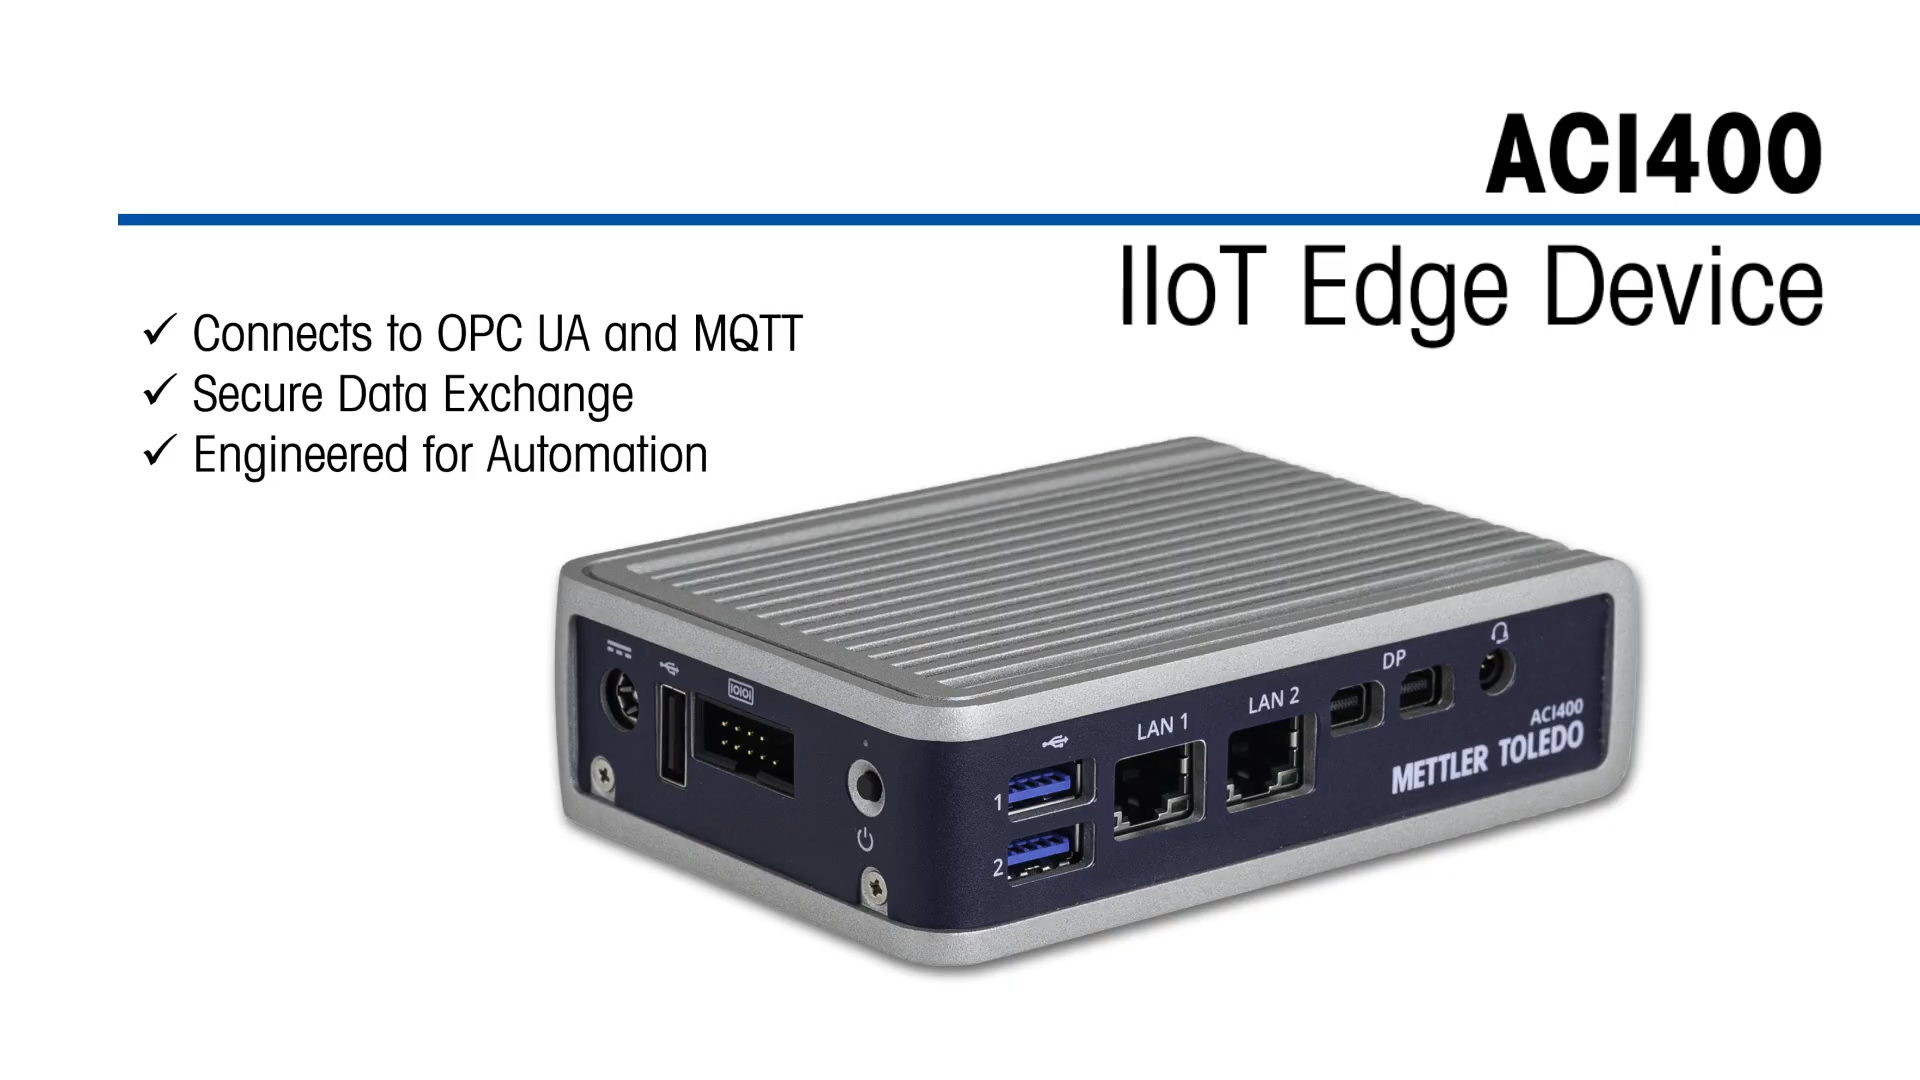 ACI400
IIoT Edge Device
✓ Connects to OPC UA and MQTT
✓ Secure Data Exchange
✓ Engineered for Automation
IOIOI
1
2
LAN 1
LAN 2
DP
ACI400
METTLER TOLEDO